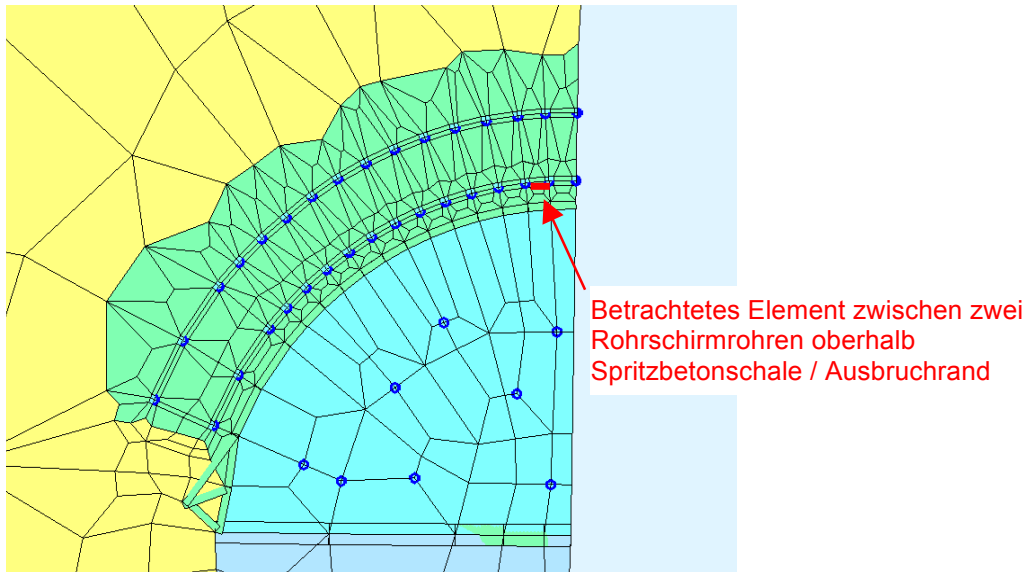 Betrachtetes Element zwischen zwei
Rohrschirmrohren oberhalb
Spritzbetonschale / Ausbruchrand